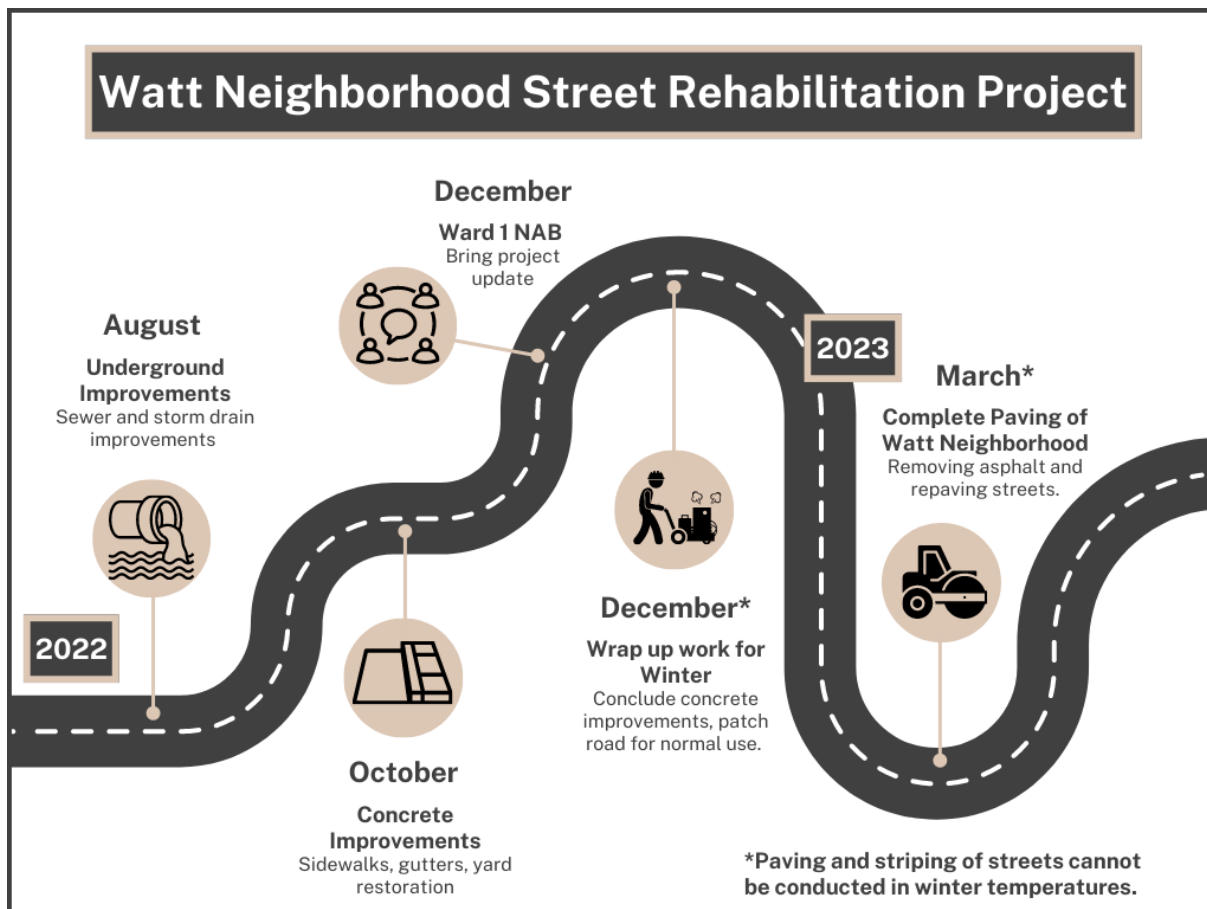 Watt Neighborhood Street Rehabilitation Project
2022
August
Underground
Improvements
Sewer and storm drain
improvements
October
Concrete
Improvements
Sidewalks, gutters, yard
restoration
December
Ward 1 NAB
Bring project
update
December*
Wrap up work for
Winter
Conclude concrete
improvements, patch
road for normal use.
2023
March*
Complete Paving of
Watt Neighborhood
Removing asphalt and
repaving streets.
*Paving and striping of streets cannot
be conducted in winter temperatures.